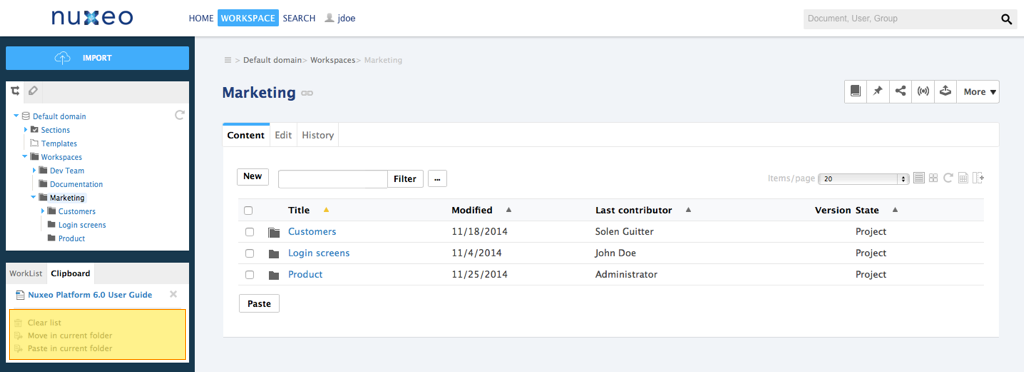 nuxeo
HOME WORKSPACE SEARCH jdoe
Document, User, Group
IMPORT
Default domain
Sections
Templates
Workspaces
Dev Team
Documentation
Marketing
Customers
Login screens
Product
WorkList Clipboard
Nuxeo Platform 6.0 User Guide
Clear list
Move in current folder
Paste in current folder
> Default domain> Workspaces> Marketing
Marketing
More
Content Edit History
New Filter ... Items/page 20
Title Modified Last contributor Version State
Customers 11/18/2014 Solen Guitter Project
Login screens 11/4/2014 John Doe Project
Product 11/25/2014 Administrator Project
Paste